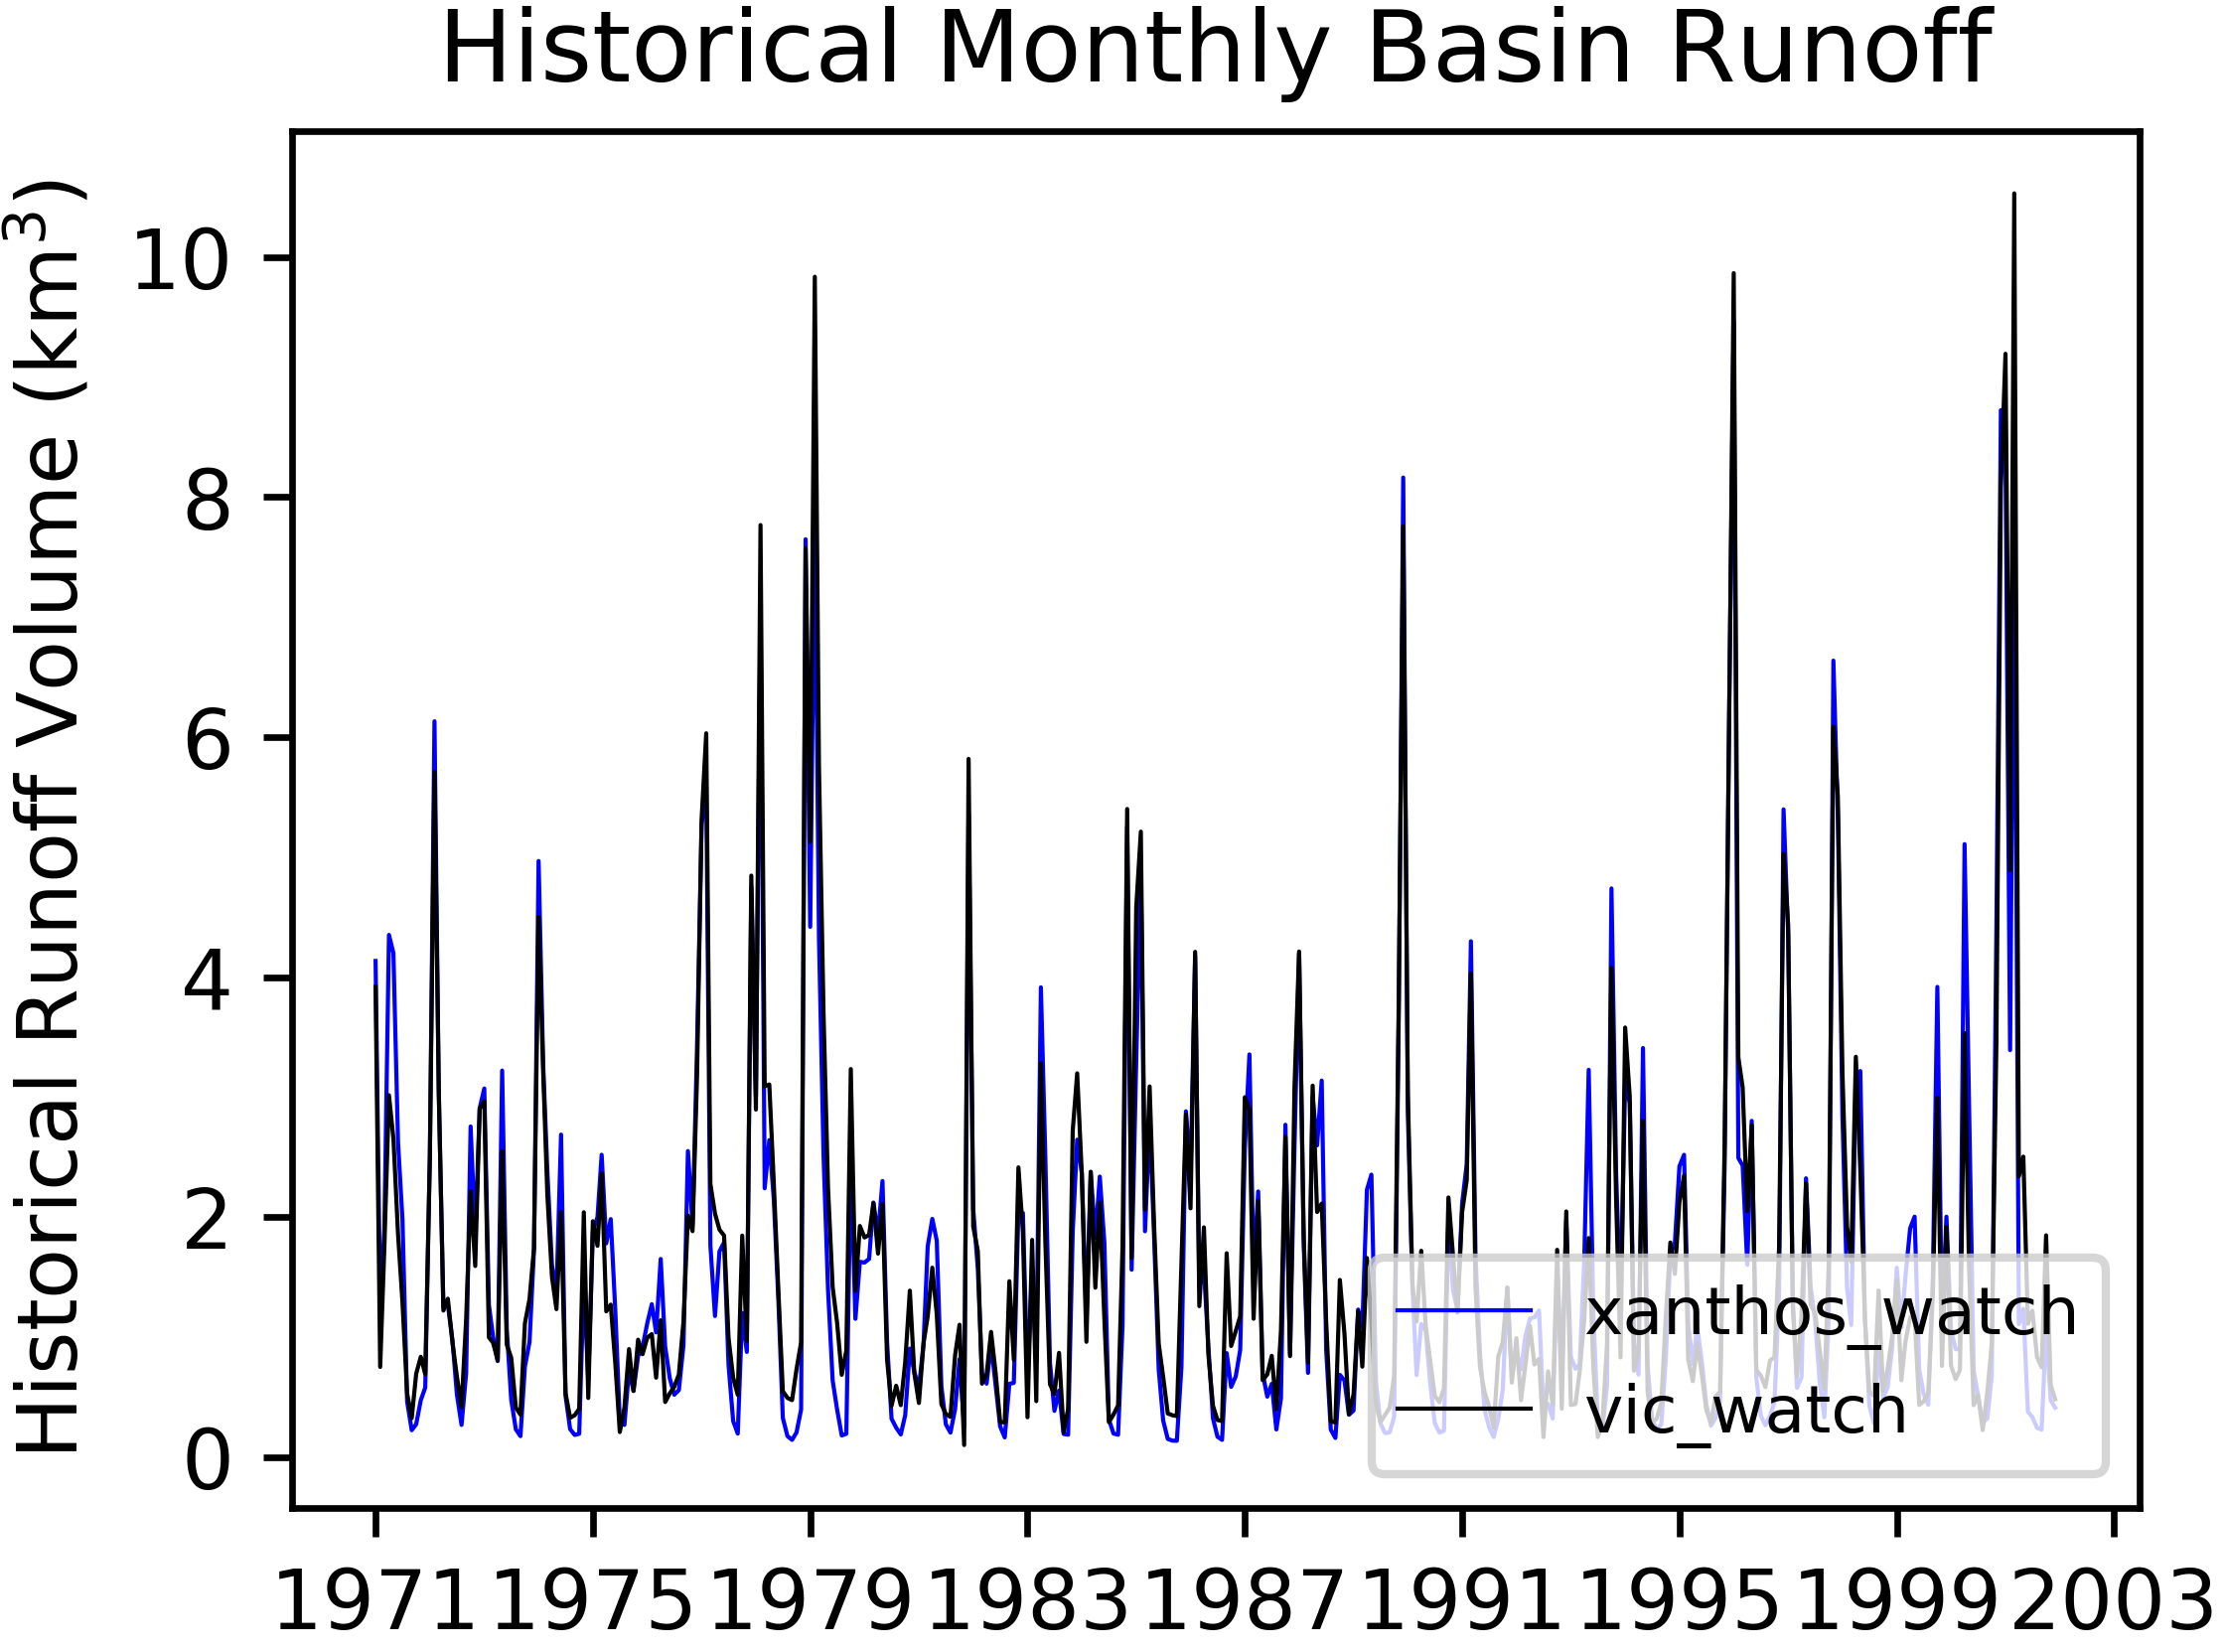 Historical Monthly Basin Runoff
Historical Runoff Volume (km³)
10
8
6
4
2
0
xanthos_watch
vic_watch
1971 1975 1979 1983 1987 1991 1995 1999 2003